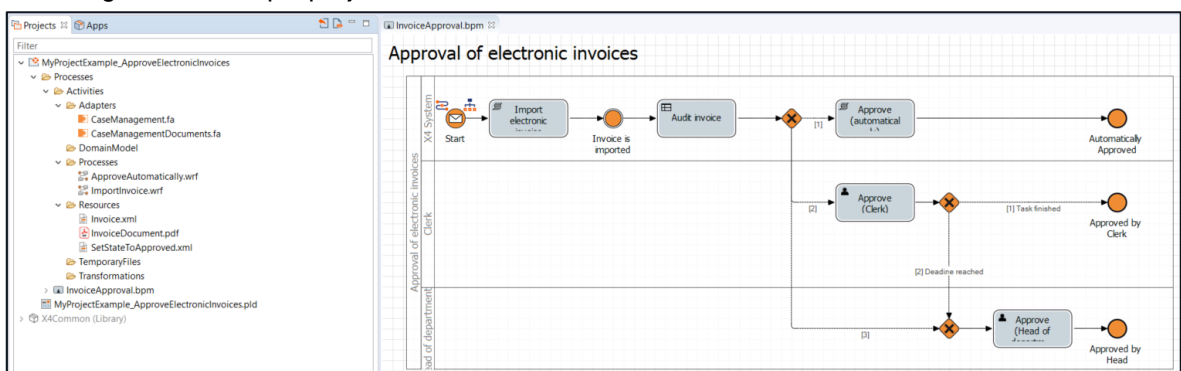 Projects
Apps
InvoiceApproval.bpm
Filter
MyProjectExample_ApproveElectronicInvoices
Processes
Activities
Adapters
CaseManagement.fa
CaseManagementDocuments.fa
DomainModel
Processes
ApproveAutomatically.wrf
ImportInvoice.wrf
Resources
Invoice.xml
InvoiceDocument.pdf
SetStateToApproved.xml
TemporaryFiles
Transformations
InvoiceApproval.bpm
MyProjectExample_ApproveElectronicInvoices.pld
X4Common (Library)
Approval of electronic invoices
Approval of electronic invoices
X4 System
Start
Import
electronic
Invoice is
imported
Audit invoice
[1]
Approve
(automatical
Automatically
Approved
Clerk
[2]
Approve
(Clerk)
[1] Task finished
Approved by
Clerk
[2] Deadine reached
ead of department
[3]
Approve
(Head of
Approved by
Head